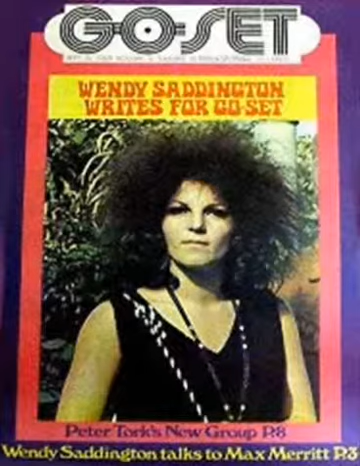 GO-SET
WENDY SADDINGTON
WRITES FOR GO-SET
Peter Tork's New Group P.8
Wendy Saddington talks to Max Merritt P.3